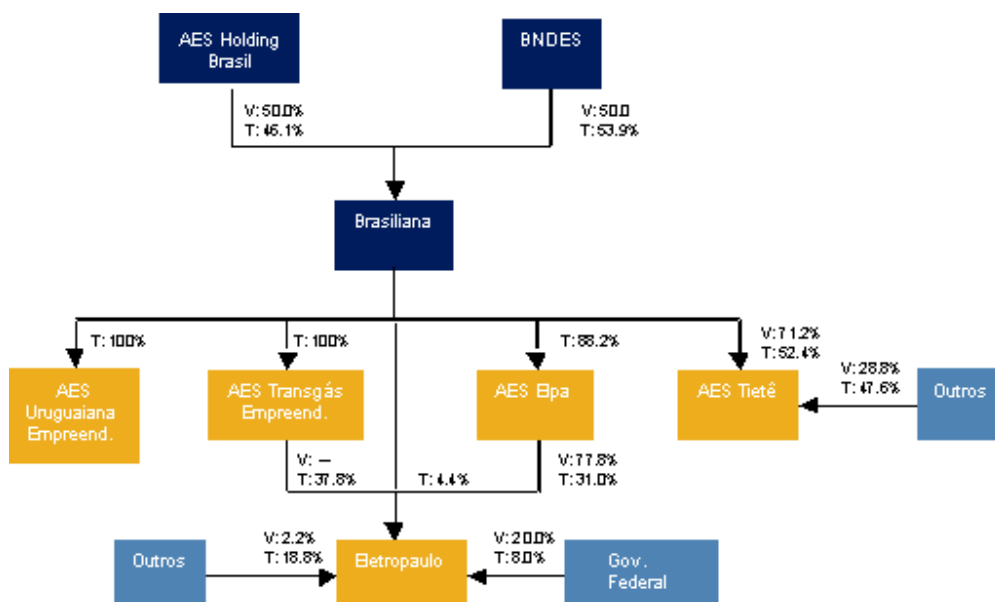 AES Holding
Brasil
BNDES
V: 50.0%
T: 46.1%
V: 50.0
T: 53.9%
Brasiliana
T: 100%
T: 100%
T: 88.2%
V: 71.2%
T: 52.4%
V: 28.8%
T: 47.6%
AES
Uruguaiana
Empreend.
AES Transgás
Empreend.
AES Elpa
AES Tietê
Outros
V: —
T: 37.8%
T: 4.4%
V: 77.8%
T: 31.0%
Outros
V: 2.2%
T: 18.8%
Eletropaulo
V: 20.0%
T: 8.0%
Gov.
Federal